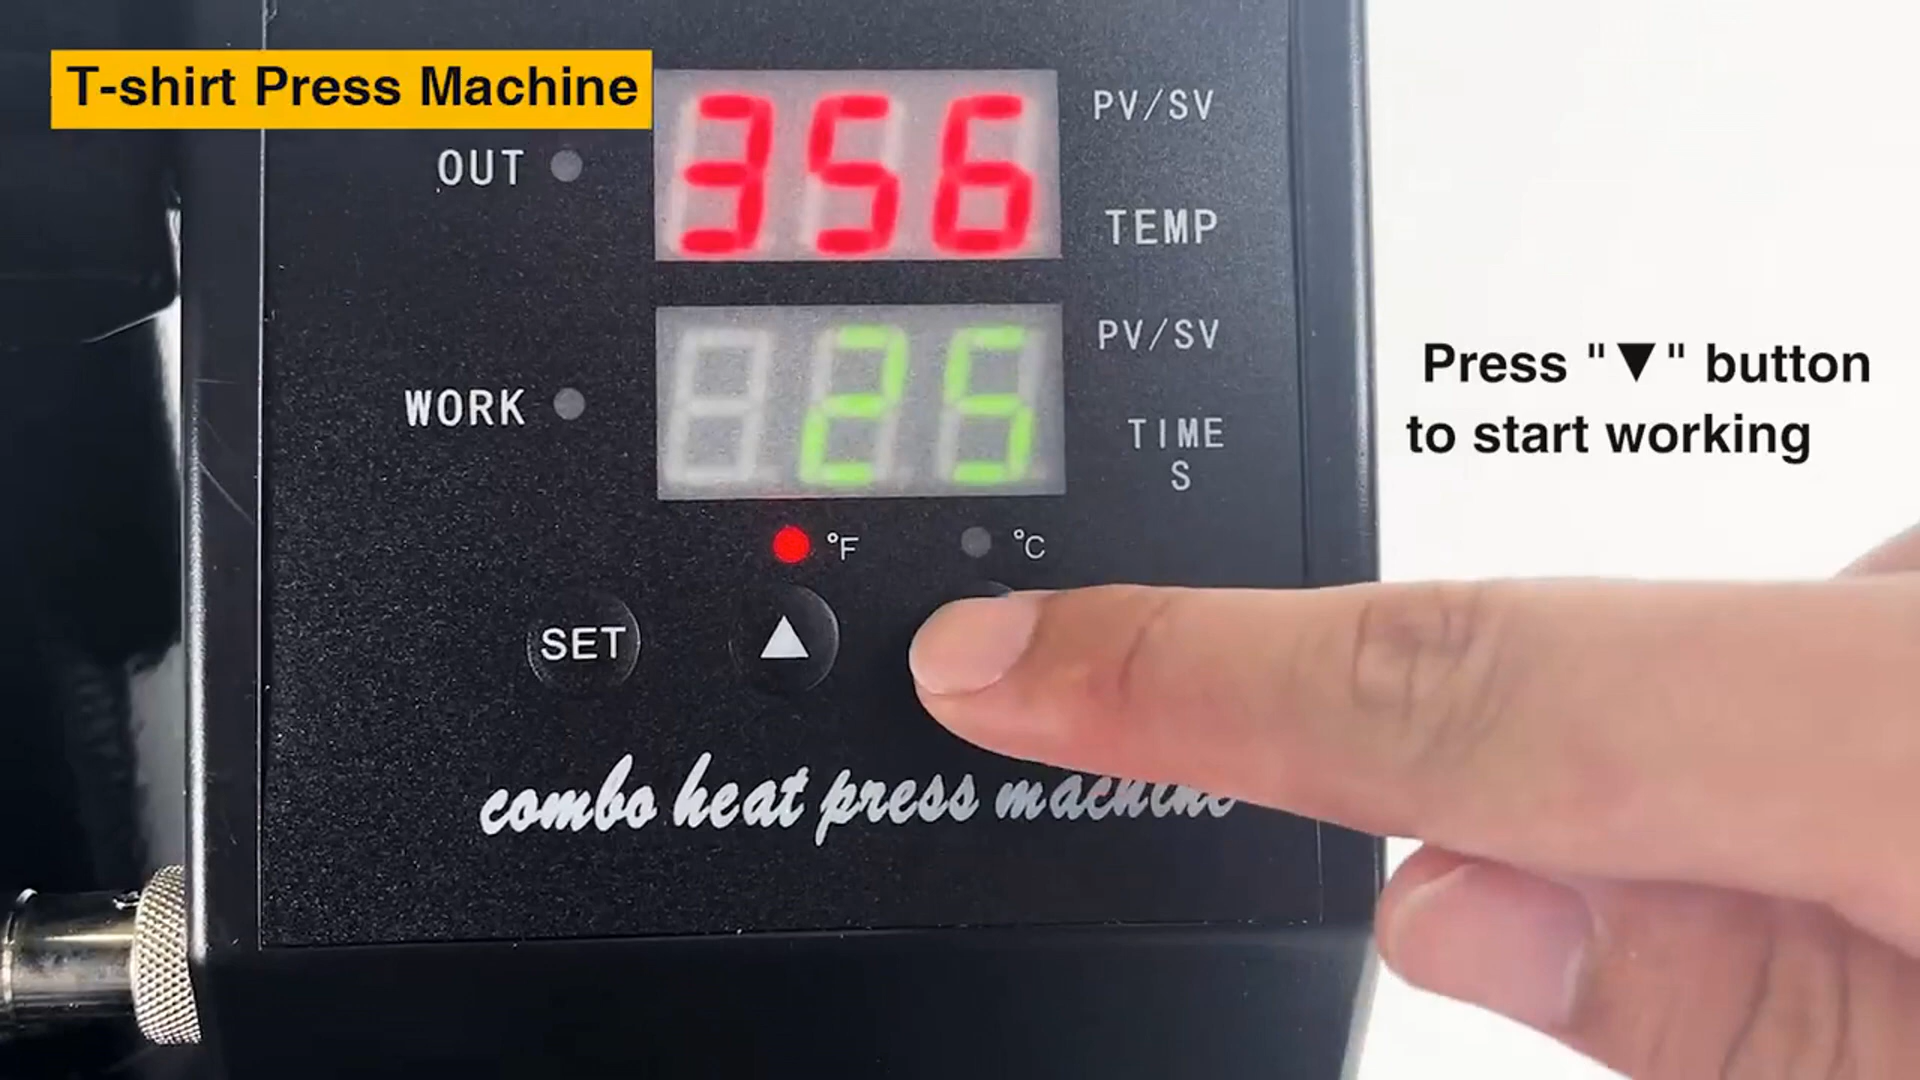 T-shirt Press Machine
356
PV/SV
OUT
TEMP
25
PV/SV
WORK
TIME
S
Press "▼" button
to start working
°F
°C
SET
▲
combo heat press machine